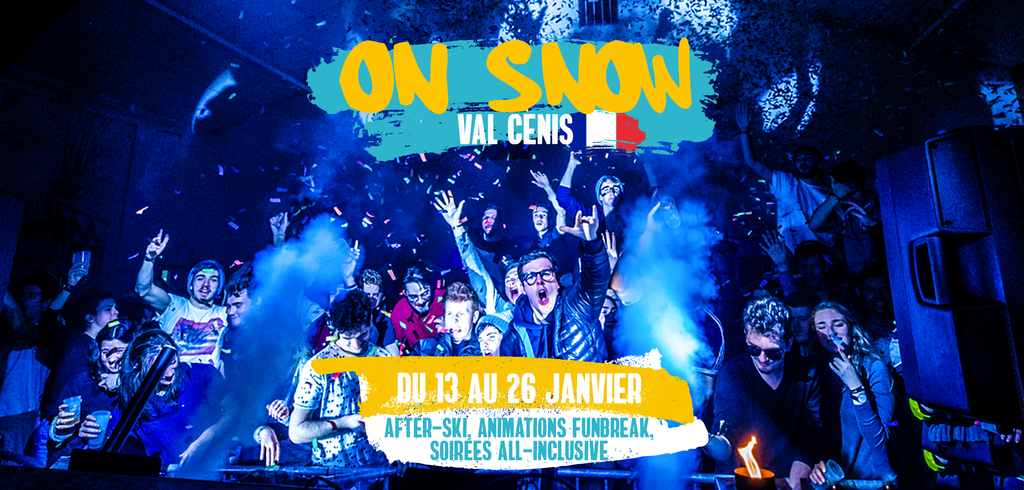 ON SNOW
VAL CENIS
DU 13 AU 26 JANVIER
AFTER-SKI, ANIMATIONS FUNBREAK,
SOIRÉES ALL-INCLUSIVE